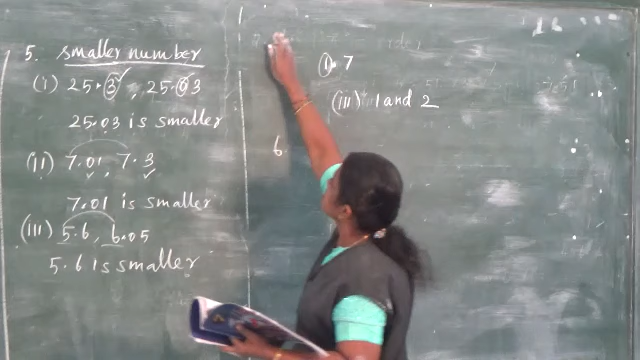 5. smaller number
(i) 25.3, 25.03
25.03 is smaller
(ii) 7.01, 7.3
7.01 is smaller
(iii) 5.6, 6.05
5.6 is smaller
1.7
(iii) 1 and 2
6.